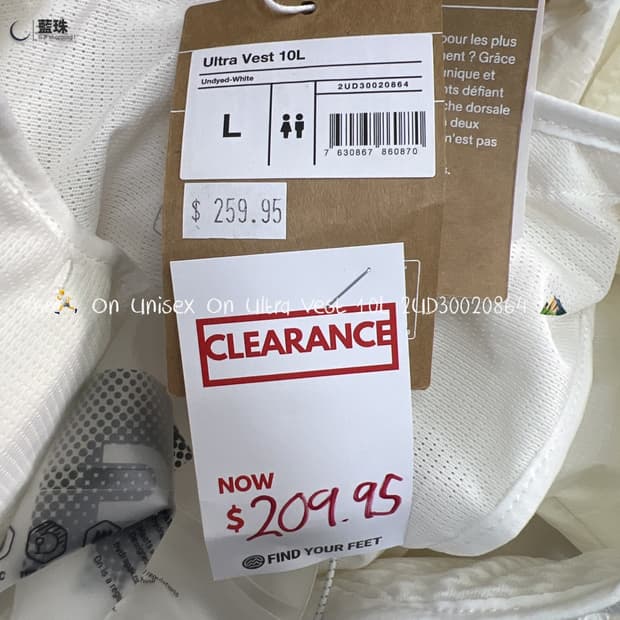 藍珠
Ultra Vest 10L
Undyed-White
2UD30020864
L
7 630867 860870
$ 259.95
our les plus
ent ? Grâce
nique et
nts défiant
che dorsale
à deux
n'est pas
On Unisex On Ultra Vest 10L 2UD30020864
CLEARANCE
NOW
$209.95
FIND YOUR FEET